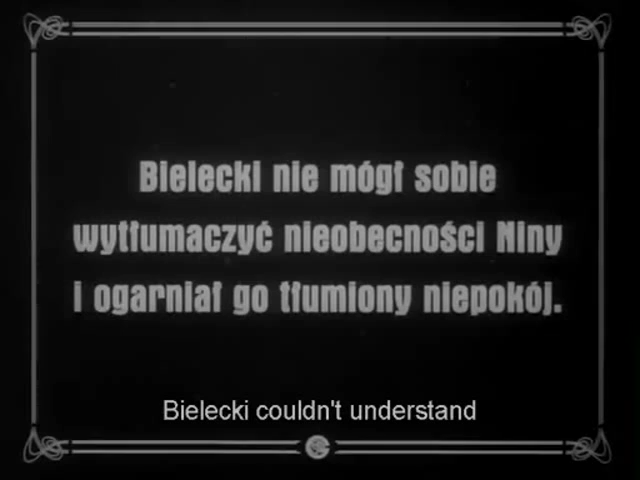 Bielecki nie mógł sobie
wytłumaczyć nieobecności Niny
i ogarniał go tłumiony niepokój.
Bielecki couldn't understand